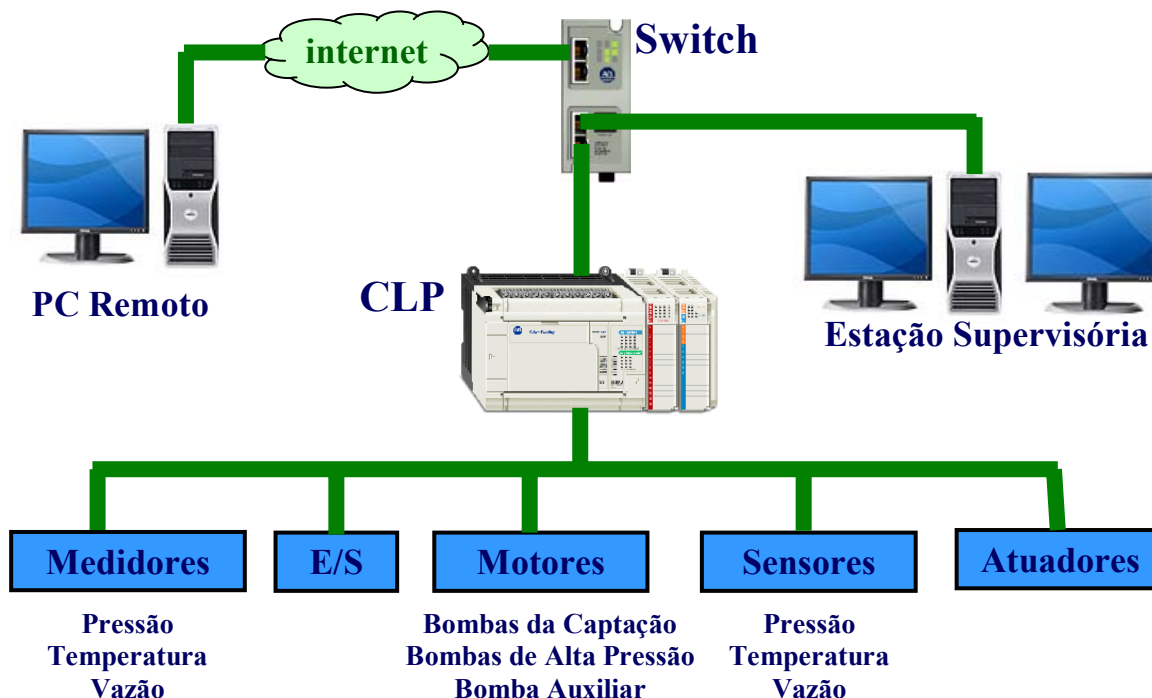 internet
Switch
PC Remoto
CLP
Estação Supervisória
Medidores
E/S
Motores
Sensores
Atuadores
Pressão
Temperatura
Vazão
Bombas da Captação
Bombas de Alta Pressão
Bomba Auxiliar
Pressão
Temperatura
Vazão